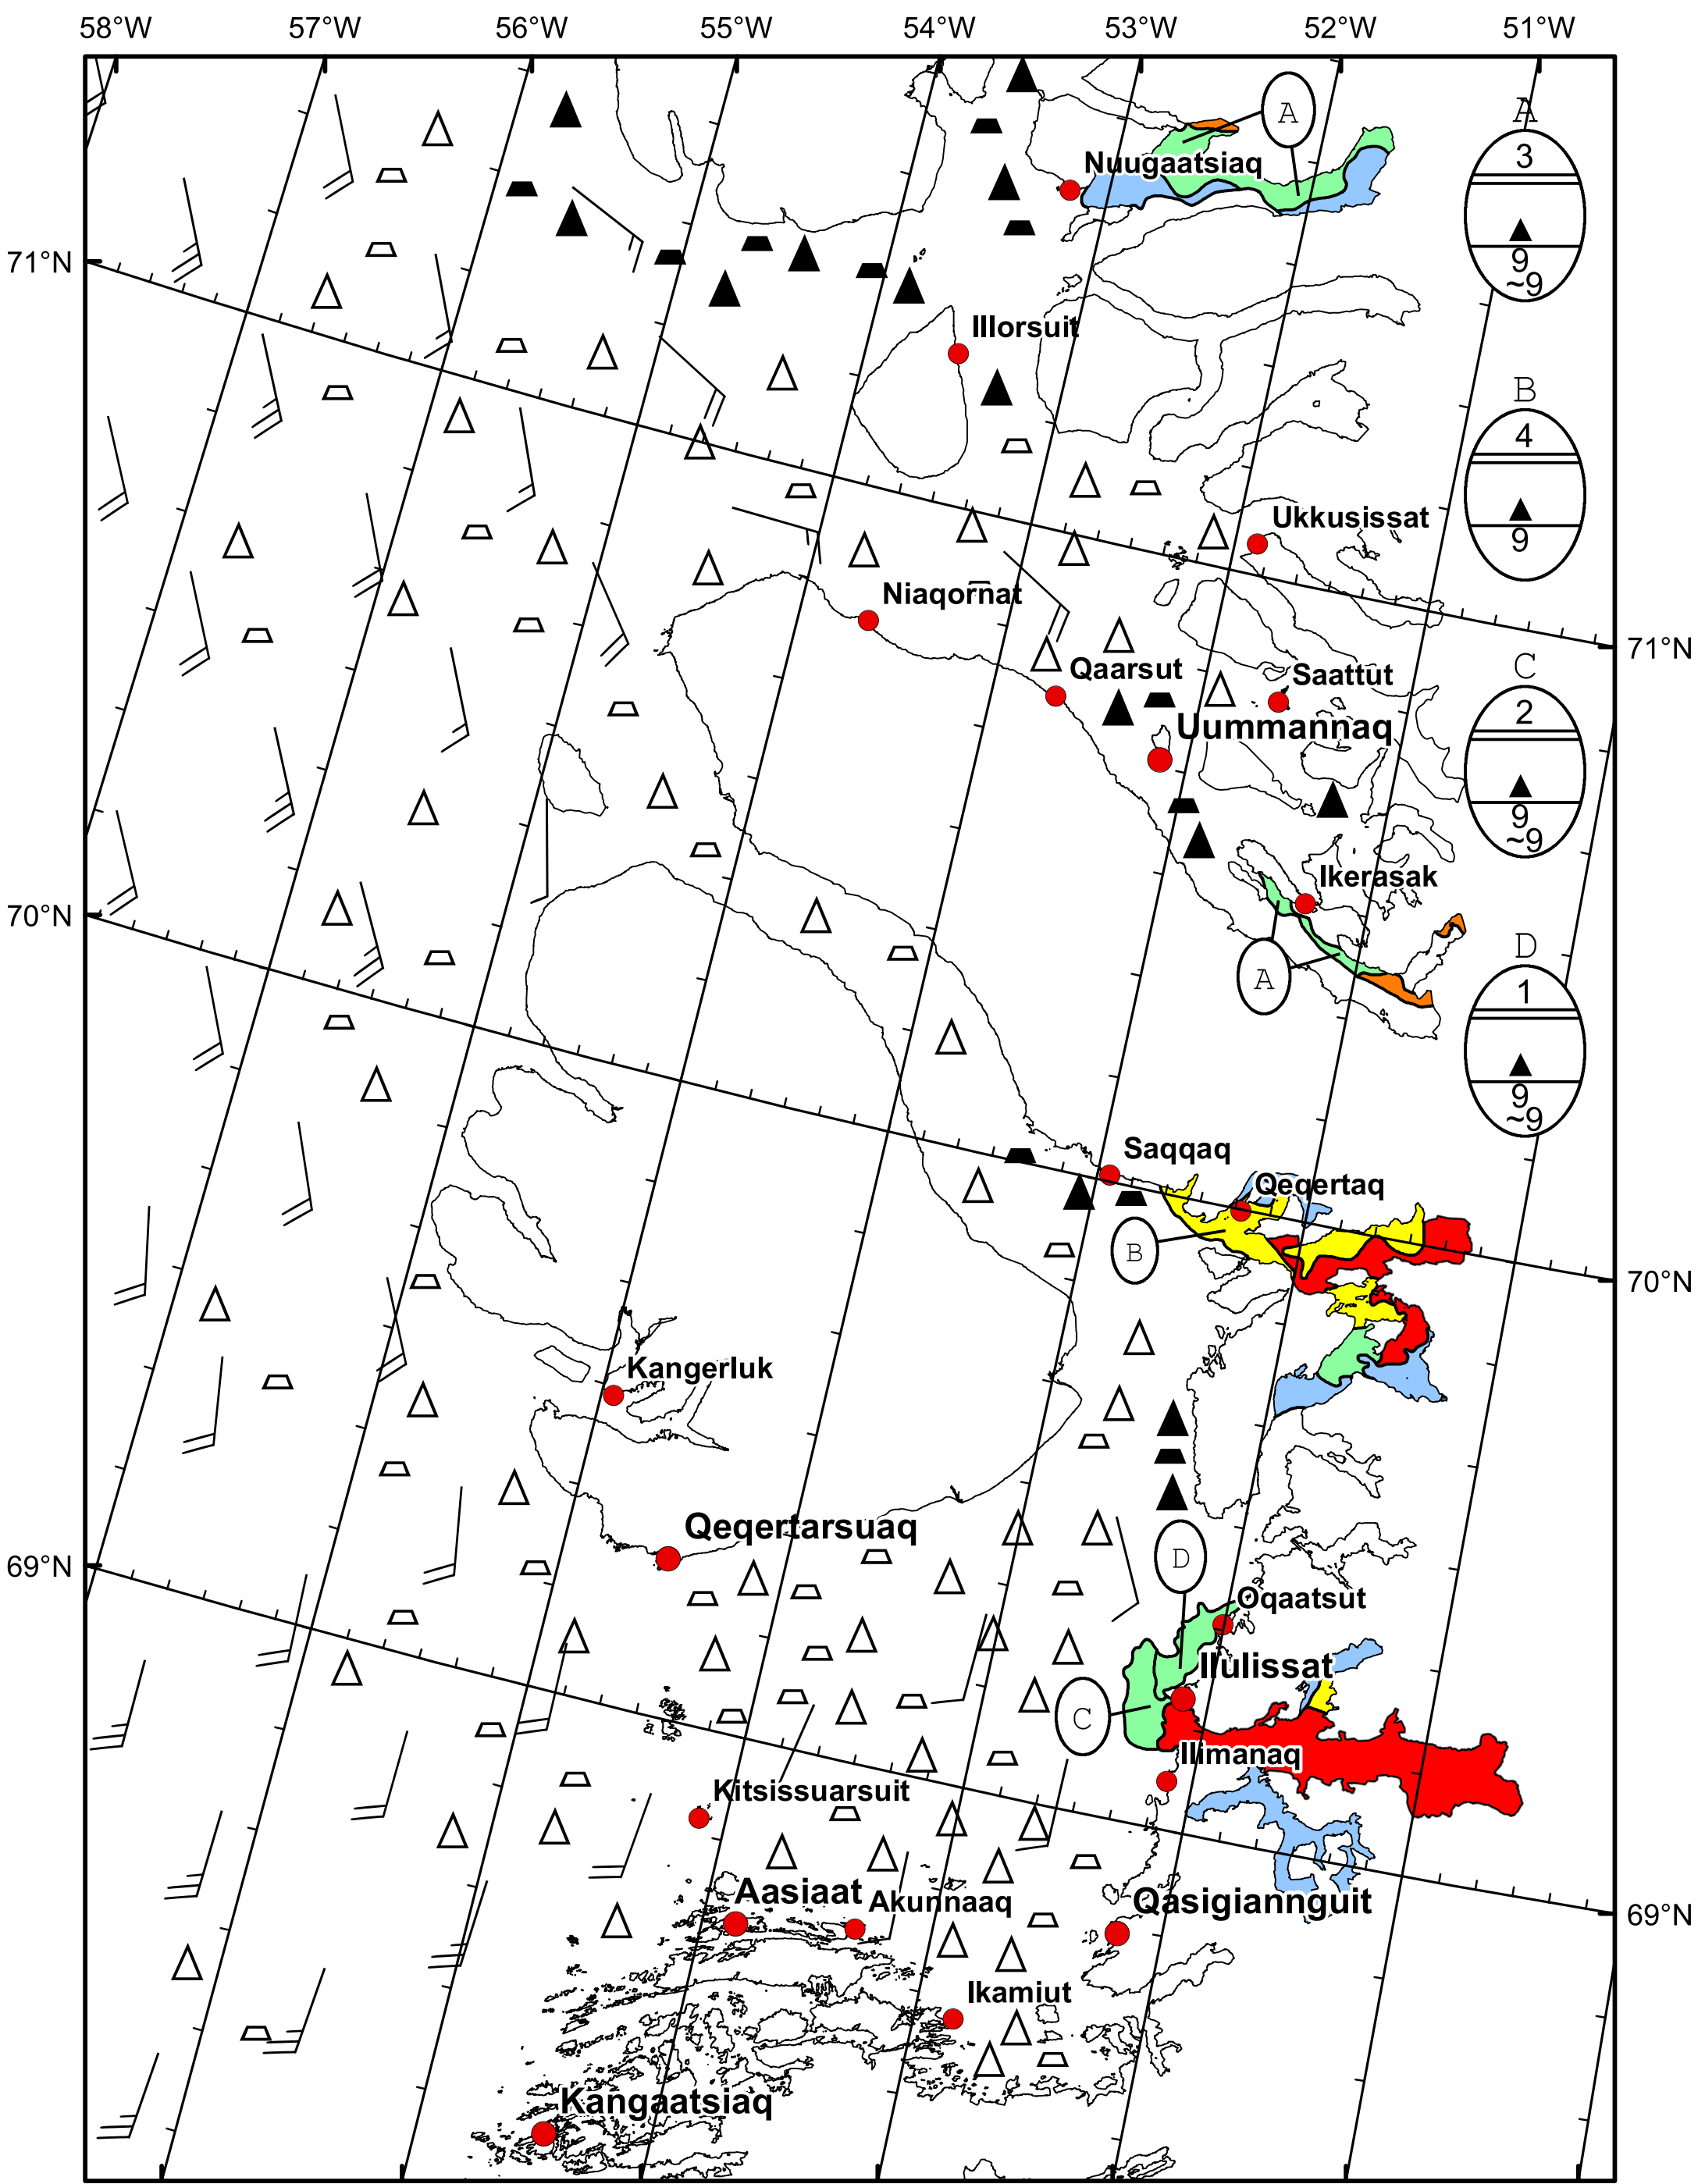 58°W 57°W 56°W 55°W 54°W 53°W 52°W 51°W
A
A
3
Nuugaatsiaq
71°N
9
~9
Illorsuit
B
4
Ukkusissat
9
Niaqornat
71°N
Qaarsut
Saattut
C
Uummannaq
2
9
~9
Ikerasak
70°N
A
D
1
9
~9
Saqqaq
Qeqertaq
B
70°N
Kangerluk
Qeqertarsuaq
D
69°N
Oqaatsut
Ilulissat
C
Ilimanaq
Kitsissuarsuit
Aasiaat
Akunnaaq
Qasigiannguit
69°N
Ikamiut
Kangaatsiaq